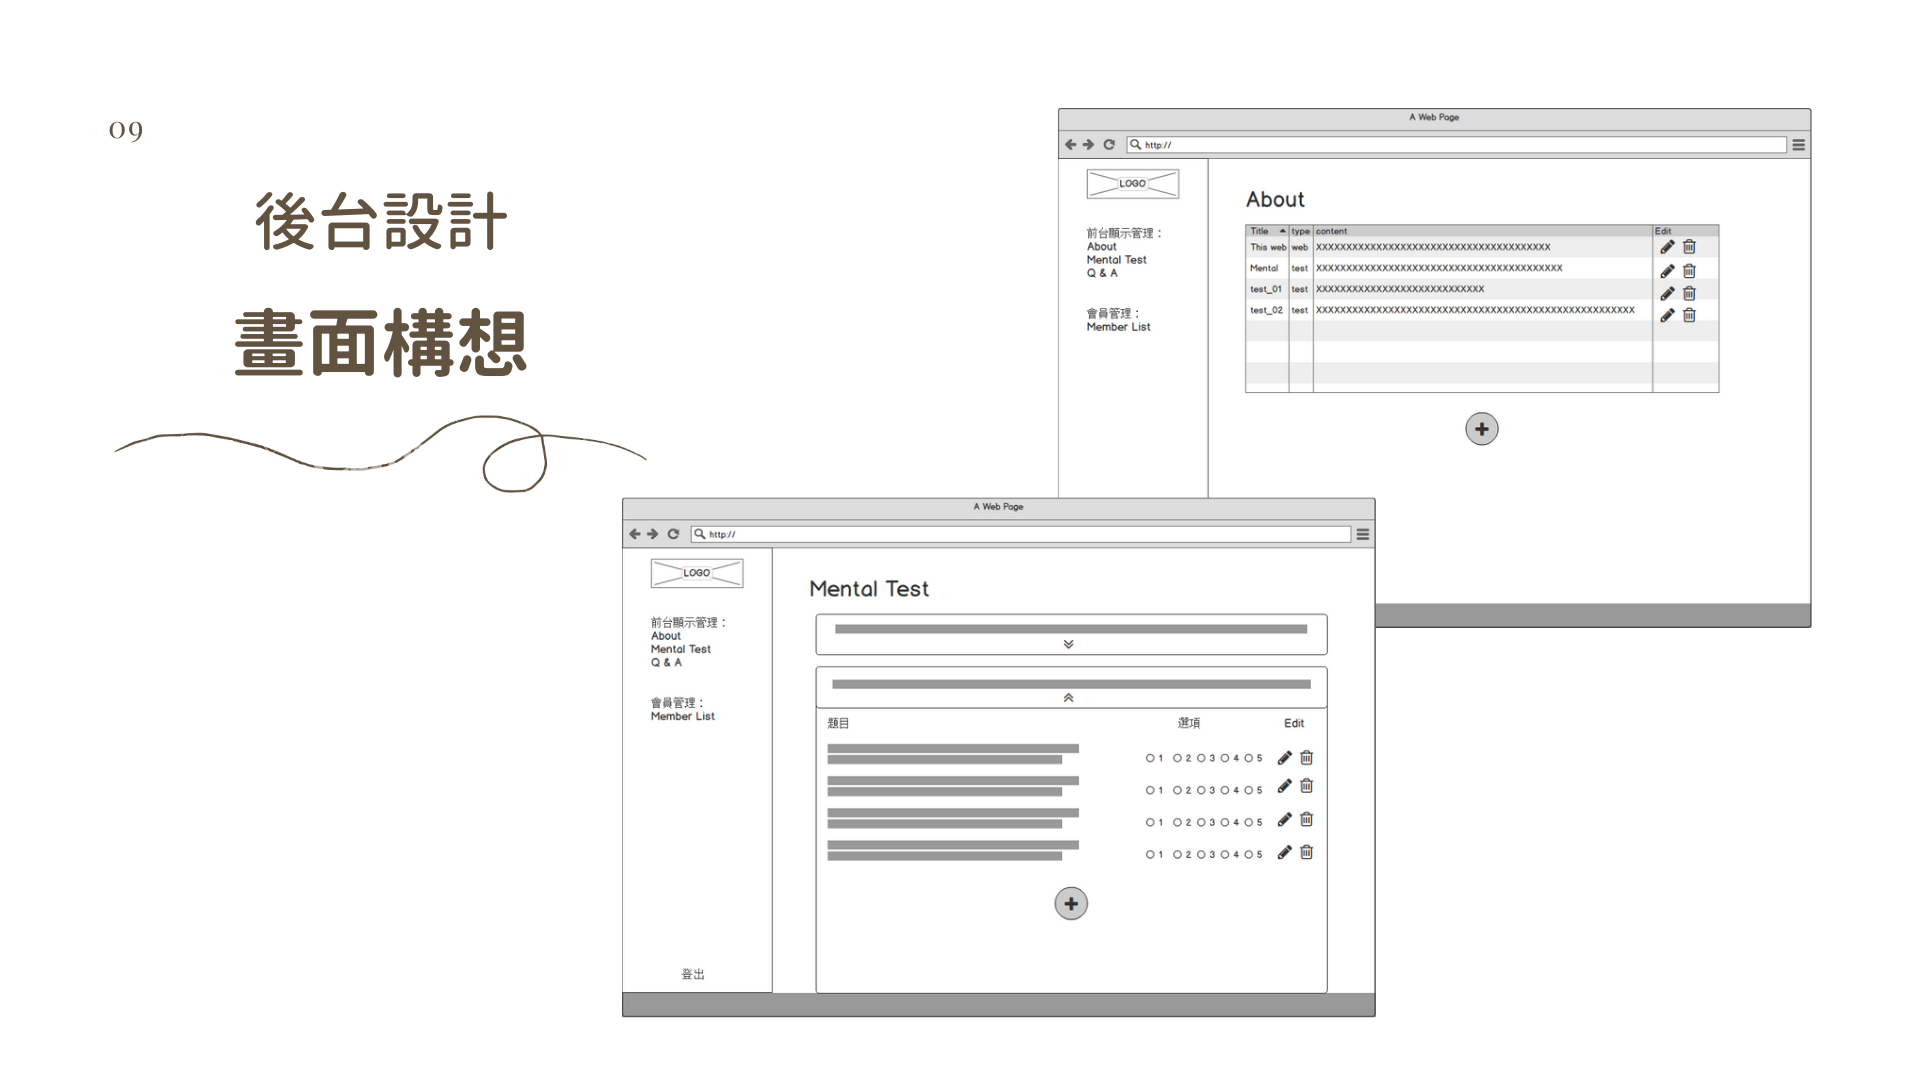 09
後台設計
畫面構想
A Web Page
http://
LOGO
前台顯示管理：
About
Mental Test
Q & A
會員管理：
Member List
About
Title type content Edit
This web web XXXXXXXXXXXXXXXXXXXXXXXXXXXXXXXXXXXXXXX
Mental test XXXXXXXXXXXXXXXXXXXXXXXXXXXXXXXXXXXXXXXXX
test_01 test XXXXXXXXXXXXXXXXXXXXXXXXXXXX
test_02 test XXXXXXXXXXXXXXXXXXXXXXXXXXXXXXXXXXXXXXXXXXXXXXXXXXXXX
A Web Page
http://
LOGO
前台顯示管理：
About
Mental Test
Q & A
會員管理：
Member List
登出
Mental Test
題目 選項 Edit
1 2 3 4 5
1 2 3 4 5
1 2 3 4 5
1 2 3 4 5